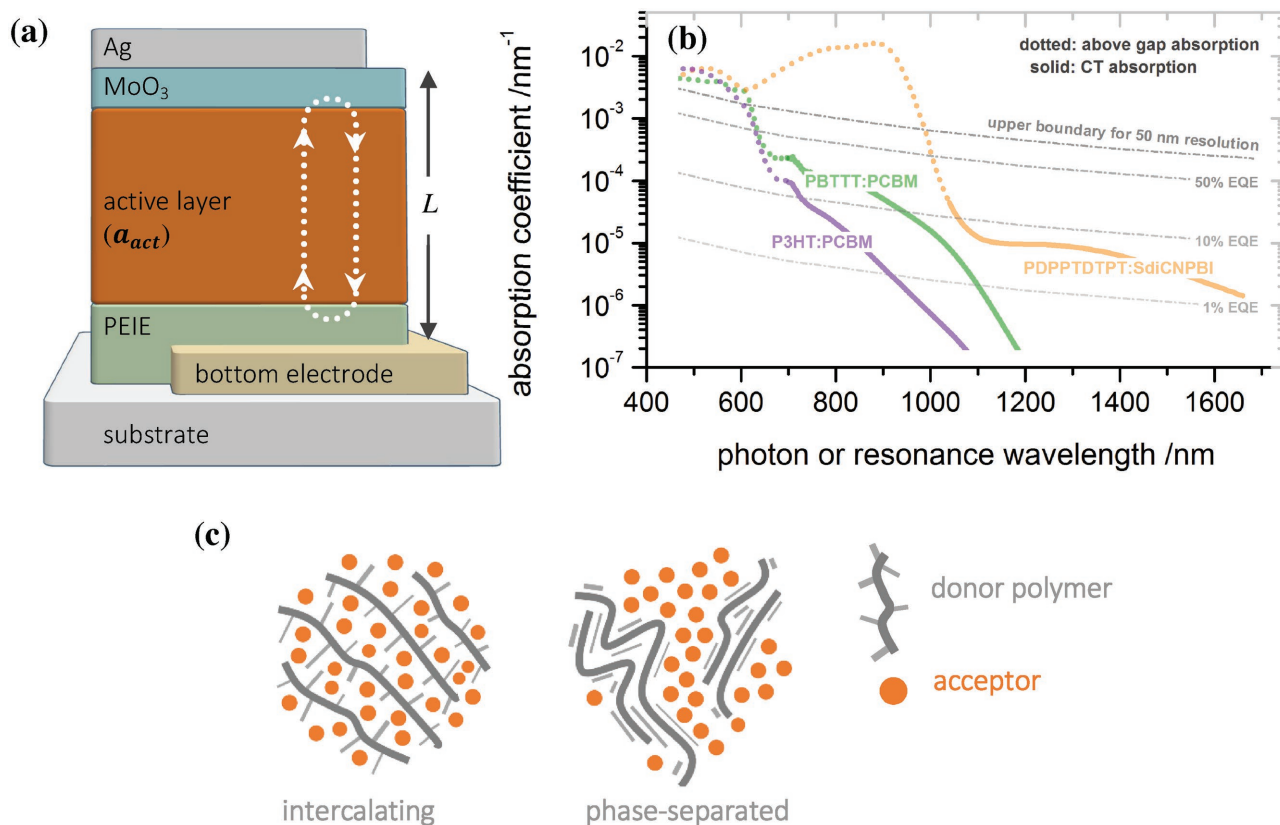 (a)
Ag
MoO₃
active layer
(a_act)
L
PEIE
bottom electrode
substrate
(b)
absorption coefficient /nm⁻¹
10⁻²
10⁻³
10⁻⁴
10⁻⁵
10⁻⁶
10⁻⁷
dotted: above gap absorption
solid: CT absorption
upper boundary for 50 nm resolution
50% EQE
PBTTT:PCBM
P3HT:PCBM
10% EQE
PDPPTDTPT:SdiCNPBI
1% EQE
400 600 800 1000 1200 1400 1600
photon or resonance wavelength /nm
(c)
donor polymer
acceptor
intercalating
phase-separated